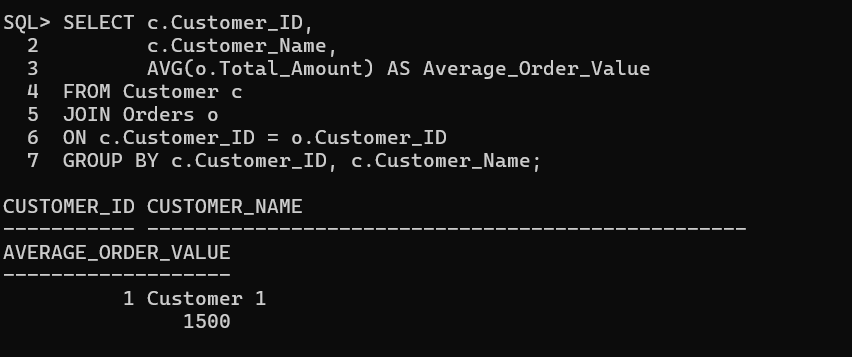 SQL> SELECT c.Customer_ID,
  2         c.Customer_Name,
  3         AVG(o.Total_Amount) AS Average_Order_Value
  4  FROM Customer c
  5  JOIN Orders o
  6  ON c.Customer_ID = o.Customer_ID
  7  GROUP BY c.Customer_ID, c.Customer_Name;

CUSTOMER_ID CUSTOMER_NAME
----------- --------------------------------------------------
AVERAGE_ORDER_VALUE
-------------------
          1 Customer 1
               1500